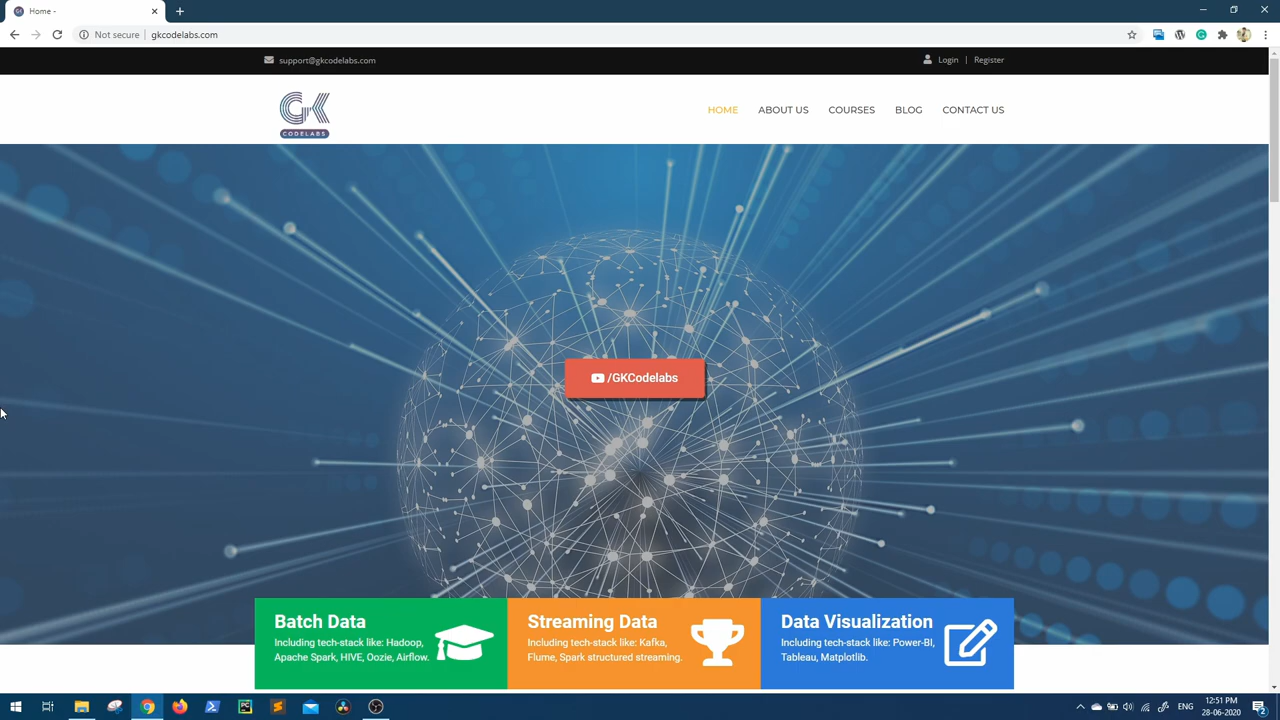 Home -
Not secure
gkcodelabs.com
support@gkcodelabs.com
Login | Register
GK
CODELABS
HOME
ABOUT US
COURSES
BLOG
CONTACT US
/GKCodelabs
Batch Data
Including tech-stack like: Hadoop,
Apache Spark, HIVE, Oozie, Airflow.
Streaming Data
Including tech-stack like: Kafka,
Flume, Spark structured streaming.
Data Visualization
Including tech-stack like: Power-BI,
Tableau, Matplotlib.
ENG
12:51 PM
28-06-2020
2